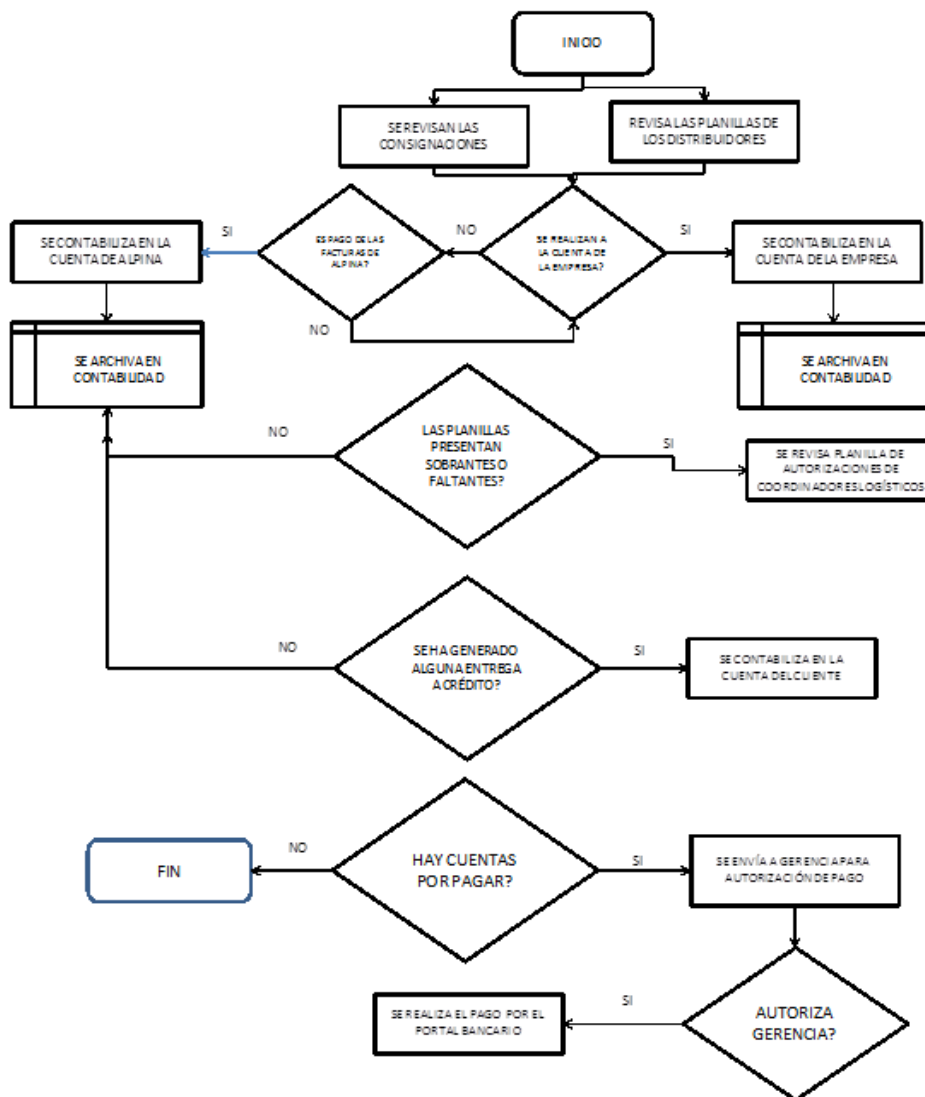 INICIO
SE REVISAN LAS
CONSIGNACIONES
REVISA LAS PLANILLAS DE
LOS DISTRIBUIDORES
SI
SE CONTABILIZA EN LA
CUENTA DE ALPINA
ES PAGO DE LAS
FACTURAS DE
ALPINA?
NO
SE REALIZAN A
LA CUENTA DE
LA EMPRESA?
SI
SE CONTABILIZA EN LA
CUENTA DE LA EMPRESA
NO
SE ARCHIVA EN
CONTABILIDAD
SE ARCHIVA EN
CONTABILIDAD
NO
LAS PLANILLAS
PRESENTAN
SOBRANTES O
FALTANTES?
SI
SE REVISA PLANILLA DE
AUTORIZACIONES DE
COORDINADORES LOGÍSTICOS
NO
SE HA GENERADO
ALGUNA ENTREGA
A CRÉDITO?
SI
SE CONTABILIZA EN LA
CUENTA DEL CLIENTE
FIN
NO
HAY CUENTAS
POR PAGAR?
SI
SE ENVÍA A GERENCIA PARA
AUTORIZACIÓN DE PAGO
SE REALIZA EL PAGO POR EL
PORTAL BANCARIO
SI
AUTORIZA
GERENCIA?